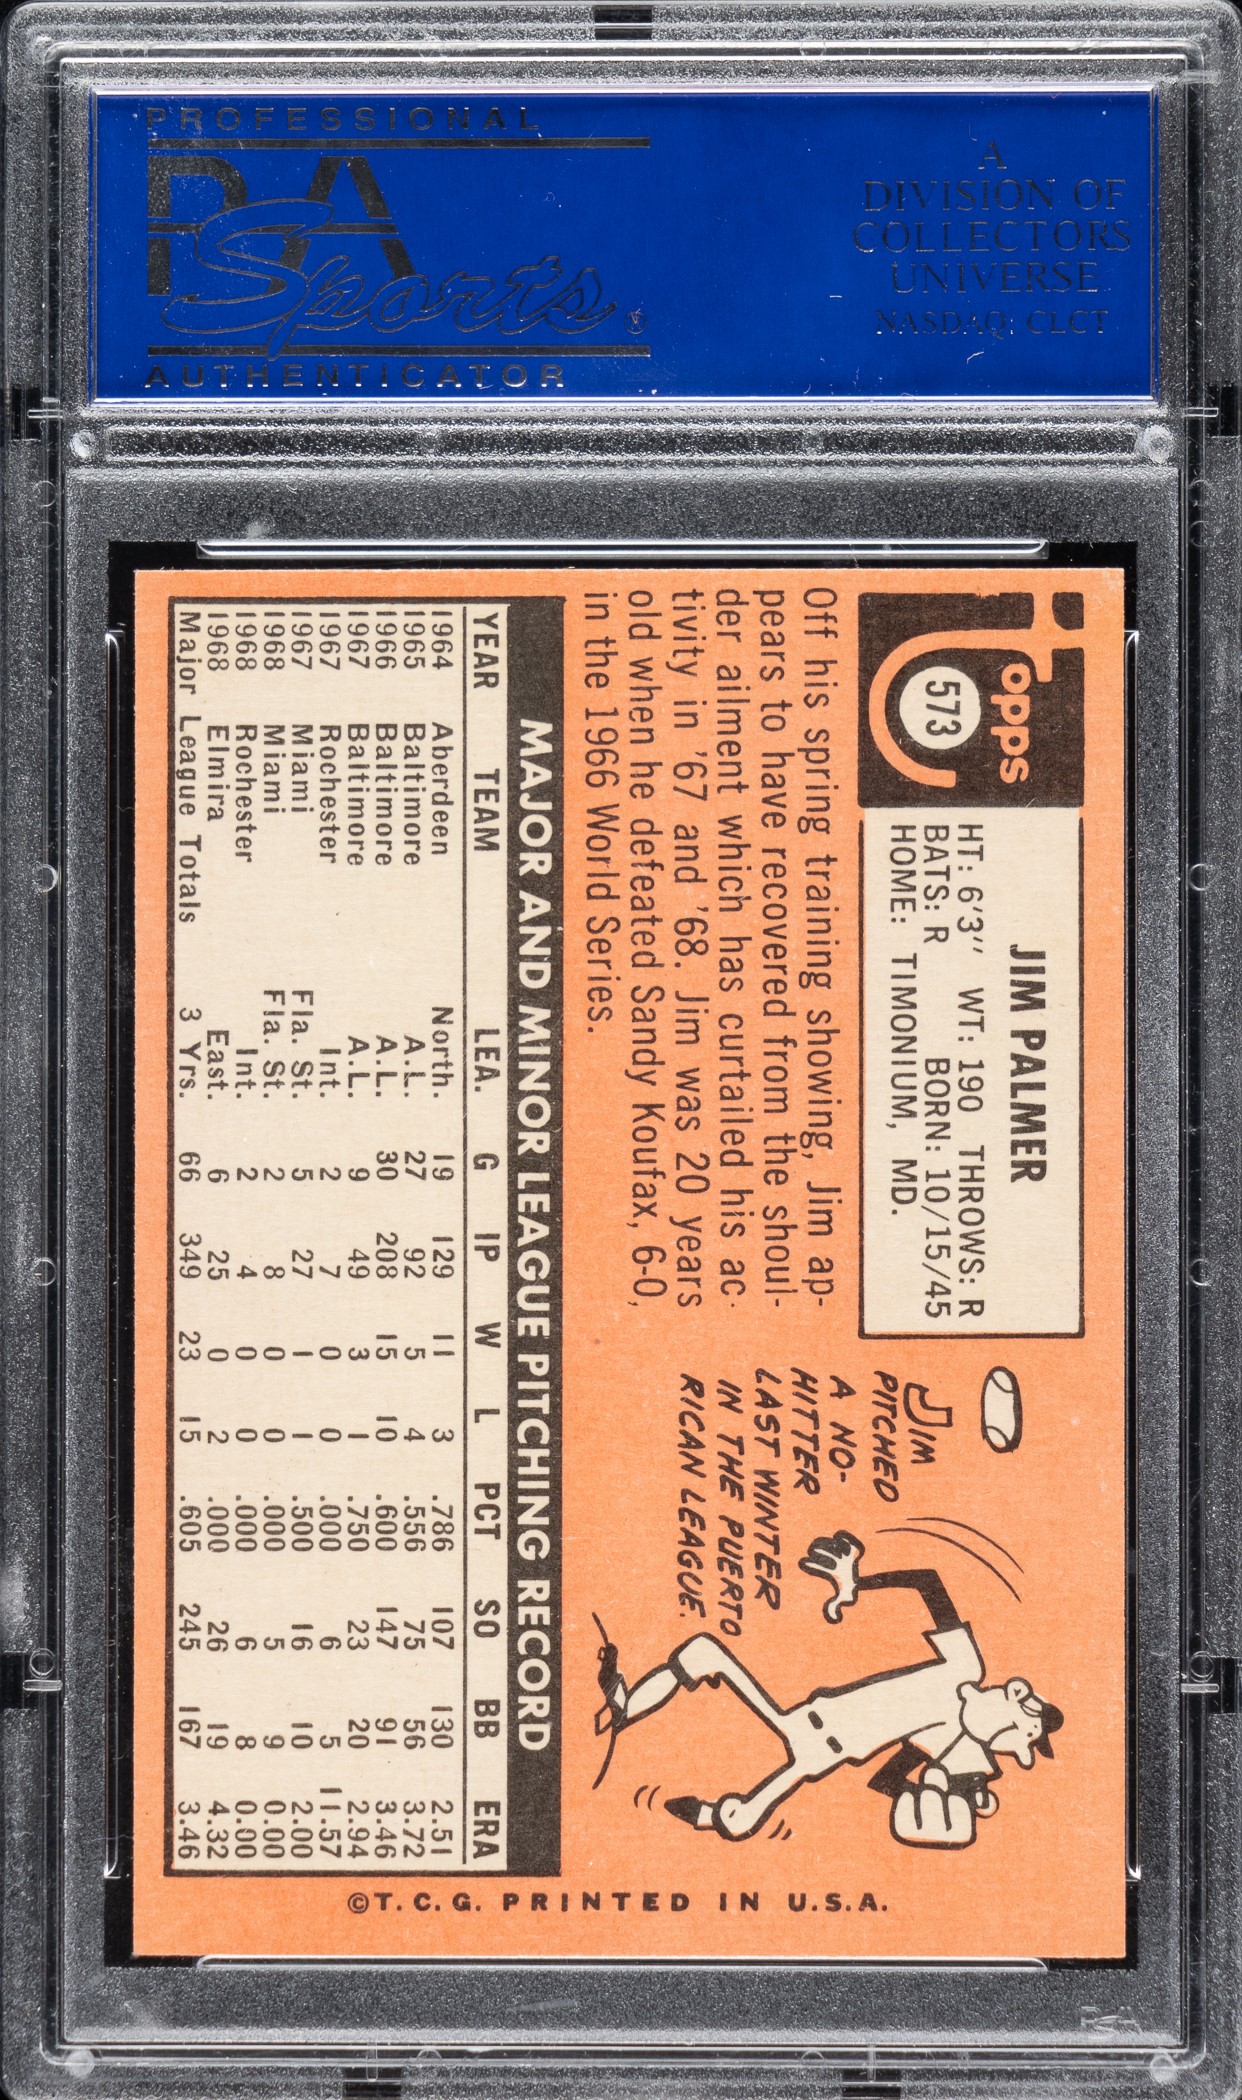 PROFESSIONAL
PSA
Sports®
AUTHENTICATOR
A
DIVISION OF
COLLECTORS
UNIVERSE
NASDAQ: CLCT
Topps
573
JIM PALMER
HT: 6'3" WT: 190 THROWS: R
BATS: R BORN: 10/15/45
HOME: TIMONIUM, MD.
Off his spring training showing, Jim ap-
pears to have recovered from the shoul-
der ailment which has curtailed his ac-
tivity in '67 and '68. Jim was 20 years
old when he defeated Sandy Koufax, 6-0,
in the 1966 World Series.
JIM
PITCHED
A NO-
HITTER
LAST WINTER
IN THE PUERTO
RICAN LEAGUE.
MAJOR AND MINOR LEAGUE PITCHING RECORD
YEAR TEAM LEA. G IP W L PCT SO BB ERA
1964 Aberdeen North. 19 129 11 3 .786 107 130 2.51
1965 Baltimore A.L. 27 92 5 4 .556 75 56 3.72
1966 Baltimore A.L. 30 208 15 10 .600 147 91 3.46
1967 Baltimore A.L. 9 49 3 1 .750 23 20 2.94
1967 Rochester Int. 2 7 0 0 .000 6 5 11.57
1967 Miami Fla. St. 5 27 1 1 .500 16 10 2.00
1968 Miami Fla. St. 2 8 0 0 .000 5 9 0.00
1968 Rochester Int. 2 4 0 0 .000 6 8 0.00
1968 Elmira East. 6 25 0 2 .000 26 19 4.32
Major League Totals 3 Yrs. 66 349 23 15 .605 245 167 3.46
©T.C.G. PRINTED IN U.S.A.
PSA